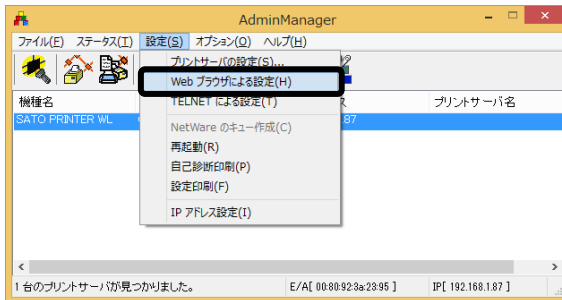 AdminManager
ファイル(F) ステータス(T) 設定(S) オプション(O) ヘルプ(H)
プリントサーバの設定(S)...
Web ブラウザによる設定(H)
TELNET による設定(T)
NetWare のキュー作成(C)
再起動(R)
自己診断印刷(P)
設定印刷(F)
IP アドレス設定(I)
機種名 ス プリントサーバ名
SATO PRINTER WL .87
1 台のプリントサーバが見つかりました。 E/A[ 00:80:92:3a:23:95 ] IP[ 192.168.1.87 ]